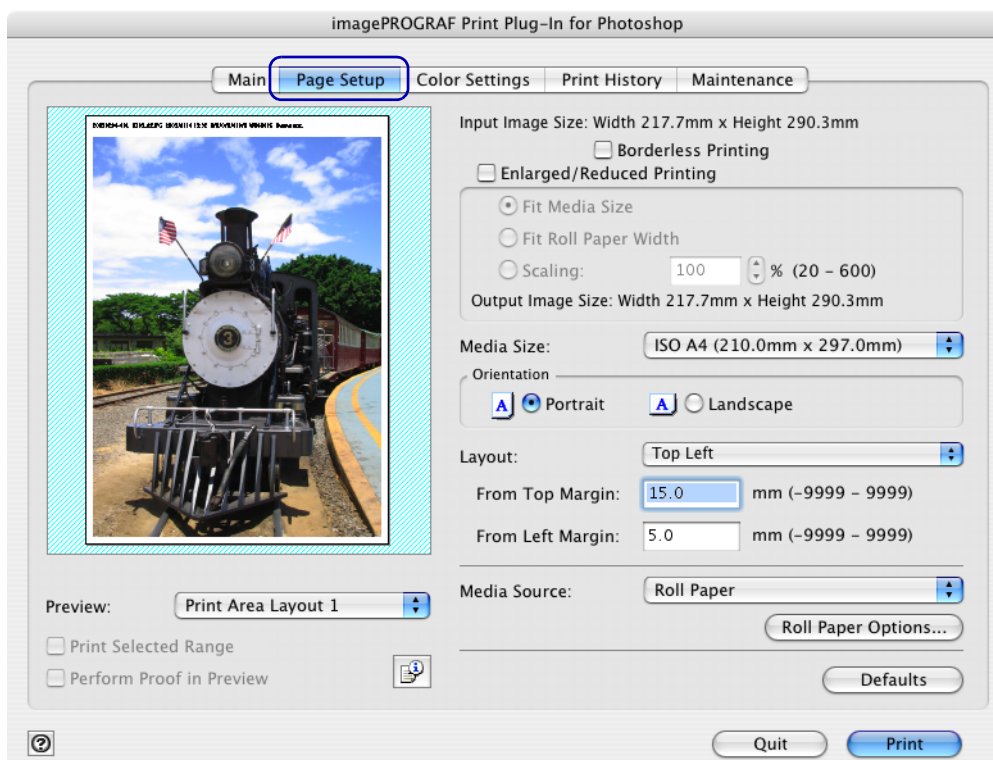 imagePROGRAF Print Plug-In for Photoshop
Main Page Setup Color Settings Print History Maintenance
Input Image Size: Width 217.7mm x Height 290.3mm
Borderless Printing
Enlarged/Reduced Printing
Fit Media Size
Fit Roll Paper Width
Scaling: 100 % (20 - 600)
Output Image Size: Width 217.7mm x Height 290.3mm
Media Size: ISO A4 (210.0mm x 297.0mm)
Orientation
A Portrait A Landscape
Layout: Top Left
From Top Margin: 15.0 mm (-9999 - 9999)
From Left Margin: 5.0 mm (-9999 - 9999)
Media Source: Roll Paper
Roll Paper Options...
Defaults
3
Preview: Print Area Layout 1
Print Selected Range
Perform Proof in Preview
Quit Print